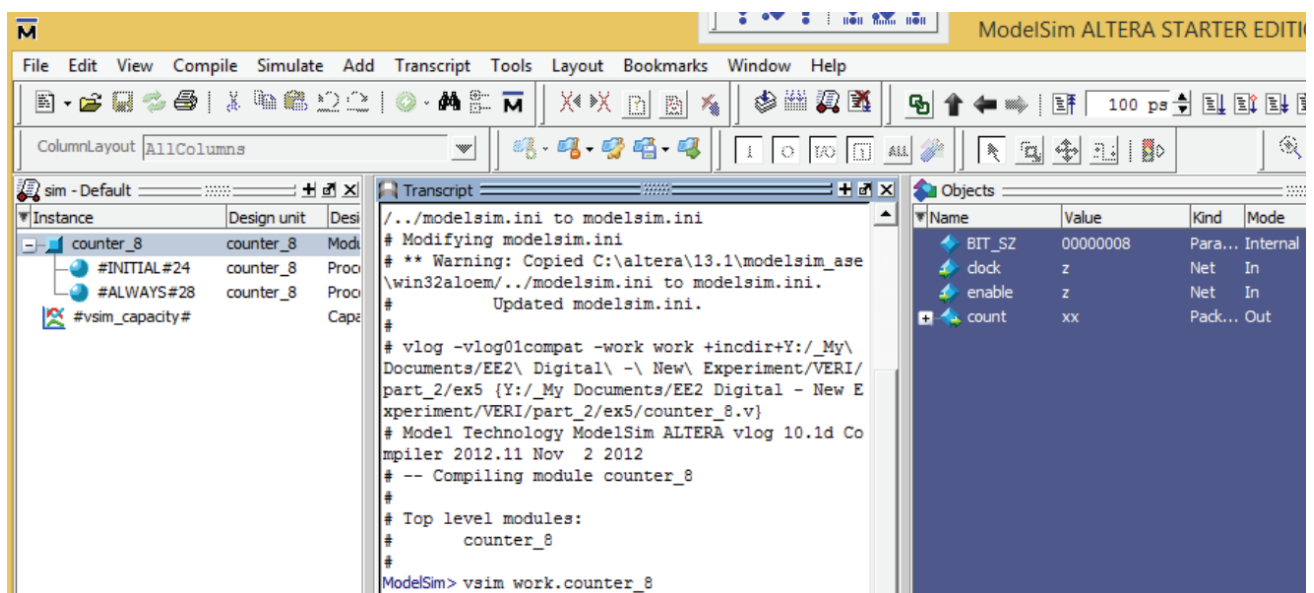 M
ModelSim ALTERA STARTER EDITI
File Edit View Compile Simulate Add Transcript Tools Layout Bookmarks Window Help
100 ps
ColumnLayout AllColumns
sim - Default
Instance Design unit Desi
counter_8 counter_8 Modu
#INITIAL#24 counter_8 Proc
#ALWAYS#28 counter_8 Proc
#vsim_capacity# Capa
Transcript
/../modelsim.ini to modelsim.ini
# Modifying modelsim.ini
# ** Warning: Copied C:\altera\13.1\modelsim_ase
\win32aloem/../modelsim.ini to modelsim.ini.
# Updated modelsim.ini.
#
# vlog -vlog01compat -work work +incdir+Y:/_My\
Documents/EE2\ Digital\ -\ New\ Experiment/VERI/
part_2/ex5 {Y:/_My Documents/EE2 Digital - New E
xperiment/VERI/part_2/ex5/counter_8.v}
# Model Technology ModelSim ALTERA vlog 10.1d Co
mpiler 2012.11 Nov  2 2012
# -- Compiling module counter_8
#
# Top level modules:
# counter_8
#
ModelSim> vsim work.counter_8
Objects
Name Value Kind Mode
BIT_SZ 00000008 Para... Internal
clock z Net In
enable z Net In
count xx Pack... Out